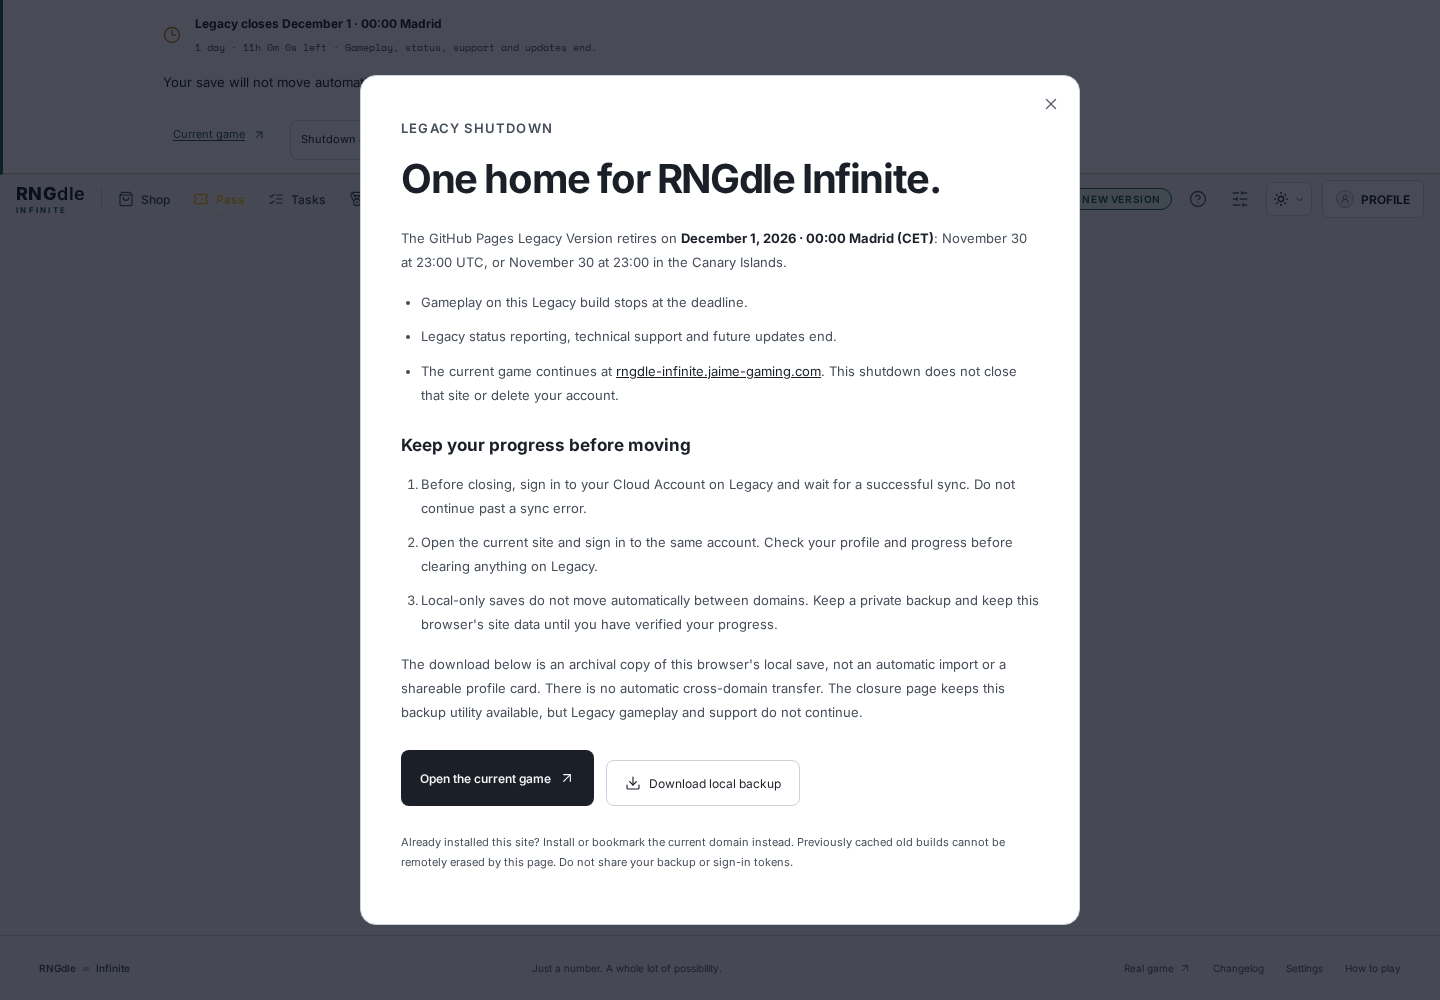 Legacy closes December 1 · 00:00 Madrid
1 day · 11h 0m 0s left · Gameplay, status, support and updates end.
Your save will not move automat
Current game
Shutdown
RNGdle
INFINITE
Shop
Pass
Tasks
NEW VERSION
PROFILE
LEGACY SHUTDOWN
One home for RNGdle Infinite.
The GitHub Pages Legacy Version retires on December 1, 2026 · 00:00 Madrid (CET): November 30
at 23:00 UTC, or November 30 at 23:00 in the Canary Islands.
• Gameplay on this Legacy build stops at the deadline.
• Legacy status reporting, technical support and future updates end.
• The current game continues at rngdle-infinite.jaime-gaming.com. This shutdown does not close
that site or delete your account.
Keep your progress before moving
1. Before closing, sign in to your Cloud Account on Legacy and wait for a successful sync. Do not
continue past a sync error.
2. Open the current site and sign in to the same account. Check your profile and progress before
clearing anything on Legacy.
3. Local-only saves do not move automatically between domains. Keep a private backup and keep this
browser's site data until you have verified your progress.
The download below is an archival copy of this browser's local save, not an automatic import or a
shareable profile card. There is no automatic cross-domain transfer. The closure page keeps this
backup utility available, but Legacy gameplay and support do not continue.
Open the current game
Download local backup
Already installed this site? Install or bookmark the current domain instead. Previously cached old builds cannot be
remotely erased by this page. Do not share your backup or sign-in tokens.
RNGdle ∞ Infinite
Just a number. A whole lot of possibility.
Real game
Changelog
Settings
How to play